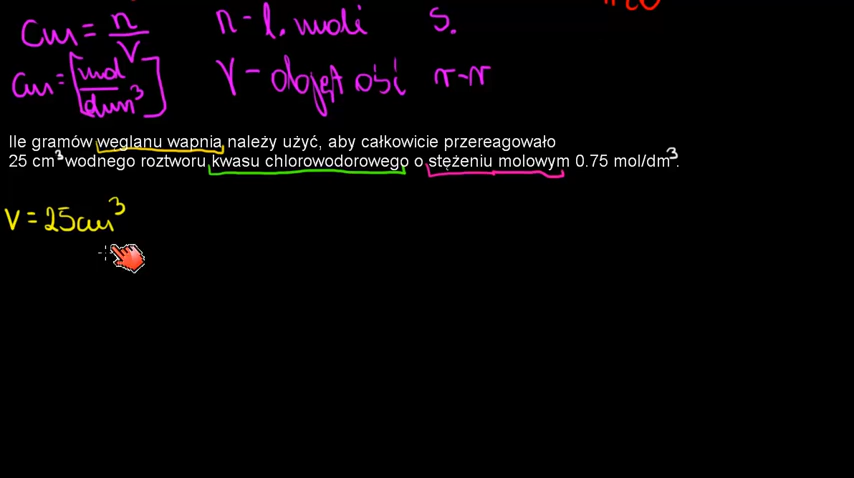 Cm = n/V n - l. moli S.
Cm = [mol/dm³] V - objętość r-r
Ile gramów węglanu wapnia należy użyć, aby całkowicie przereagowało
25 cm³ wodnego roztworu kwasu chlorowodorowego o stężeniu molowym 0.75 mol/dm³.
V = 25cm³